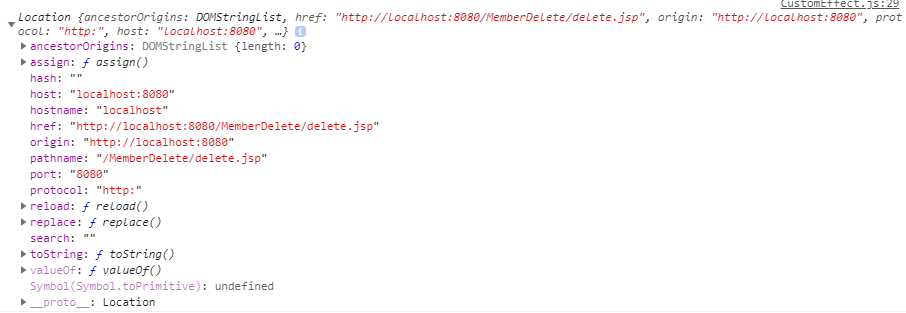 CustomEffect.js:29
Location {ancestorOrigins: DOMStringList, href: "http://localhost:8080/MemberDelete/delete.jsp", origin: "http://localhost:8080", prot
ocol: "http:", host: "localhost:8080", …} i
ancestorOrigins: DOMStringList {length: 0}
assign: ƒ assign()
hash: ""
host: "localhost:8080"
hostname: "localhost"
href: "http://localhost:8080/MemberDelete/delete.jsp"
origin: "http://localhost:8080"
pathname: "/MemberDelete/delete.jsp"
port: "8080"
protocol: "http:"
reload: ƒ reload()
replace: ƒ replace()
search: ""
toString: ƒ toString()
valueOf: ƒ valueOf()
Symbol(Symbol.toPrimitive): undefined
__proto__: Location